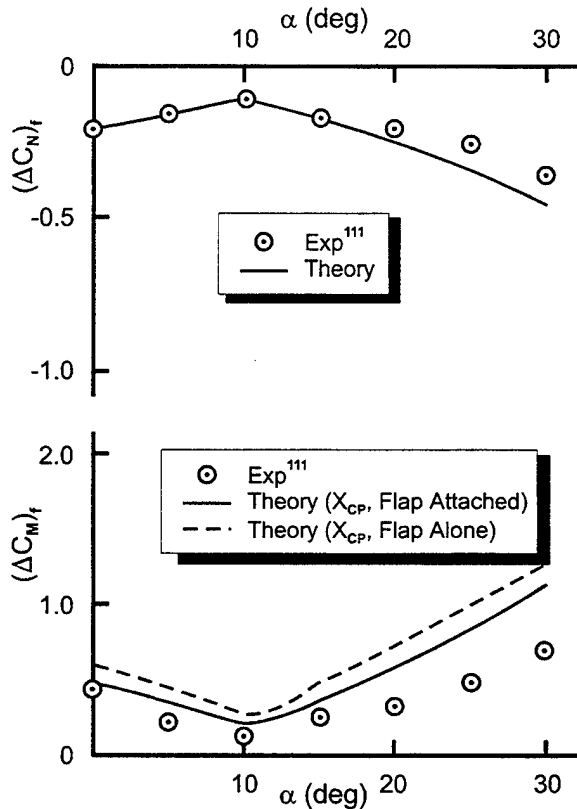 α (deg)
10 20 30
0
-0.5
-1.0
(ΔC_N)_f
Exp^111
Theory
2.0
1.0
0
(ΔC_M)_f
Exp^111
Theory (X_CP, Flap Attached)
Theory (X_CP, Flap Alone)
10 20 30
α (deg)